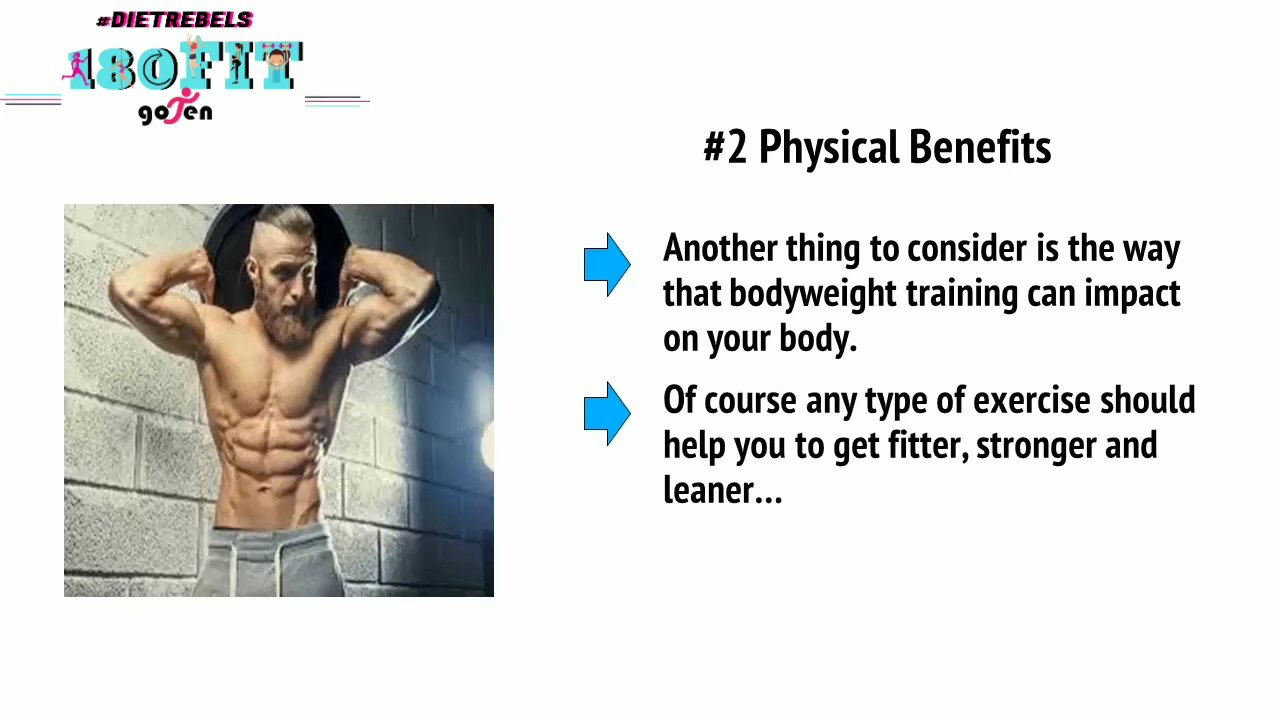 #DIETREBELS
180FIT
goTen
#2 Physical Benefits
Another thing to consider is the way
that bodyweight training can impact
on your body.
Of course any type of exercise should
help you to get fitter, stronger and
leaner...